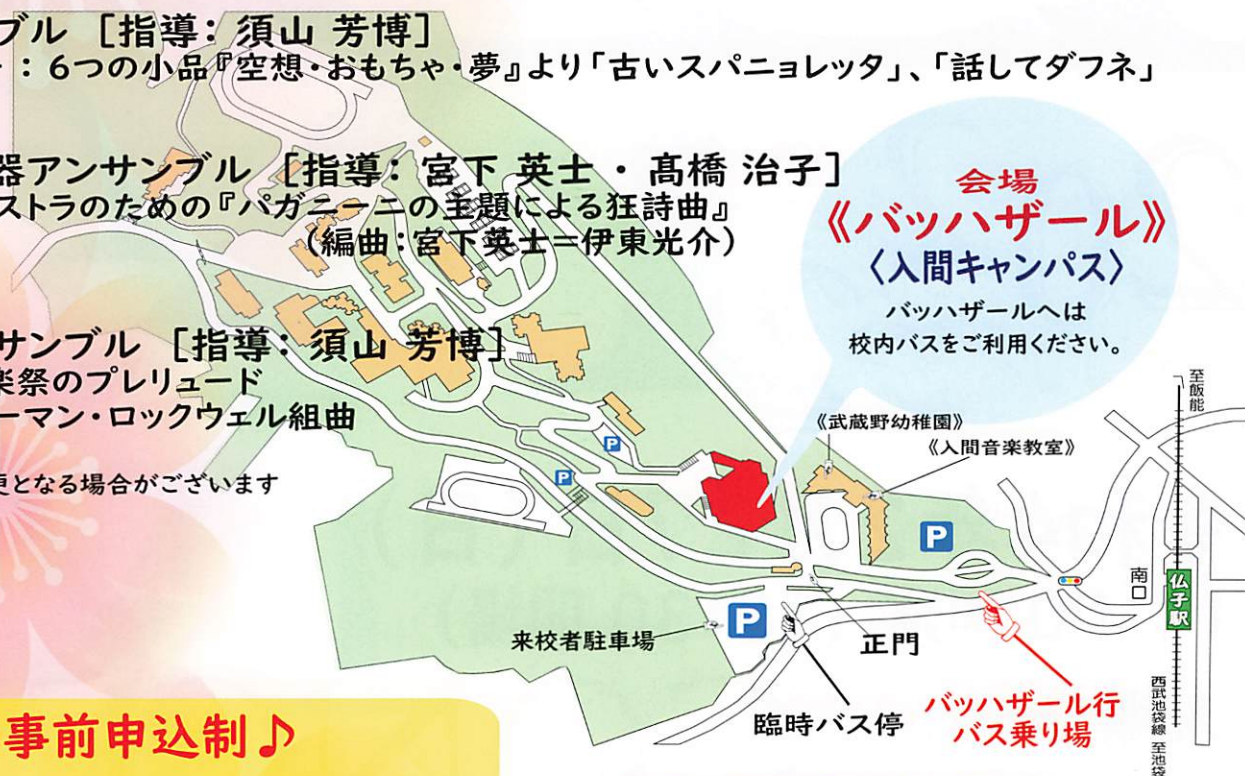 ブル [指導: 須山 芳博]
: 6つの小品『空想・おもちゃ・夢』より「古いスパニョレッタ」、「話してダフネ」
器アンサンブル [指導: 宮下 英士 ・ 髙橋 治子]
ストラのための『パガニーニの主題による狂詩曲』
(編曲:宮下英士=伊東光介)
サンブル [指導: 須山 芳博]
楽祭のプレリュード
ーマン・ロックウェル組曲
更となる場合がございます
会場
《バッハザール》
〈入間キャンパス〉
バッハザールへは
校内バスをご利用ください。
至飯能
《武蔵野幼稚園》
《入間音楽教室》
P
P
P
P
南口
仏子駅
西武池袋線 至池袋
来校者駐車場
正門
臨時バス停
バッハザール行
バス乗り場
事前申込制♪